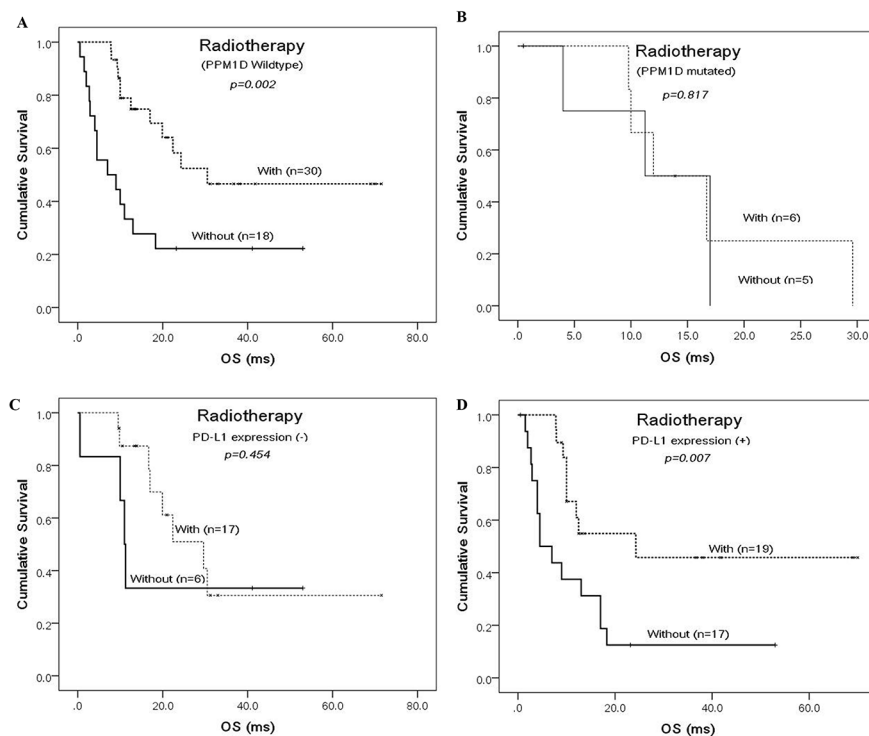 A
Radiotherapy
(PPM1D Wildtype)
p=0.002
With (n=30)
Without (n=18)
Cumulative Survival
1.0
0.8
0.6
0.4
0.2
0.0
.0 20.0 40.0 60.0 80.0
OS (ms)
B
Radiotherapy
(PPM1D mutated)
p=0.817
With (n=6)
Without (n=5)
Cumulative Survival
1.0
0.8
0.6
0.4
0.2
0.0
.0 5.0 10.0 15.0 20.0 25.0 30.0
OS (ms)
C
Radiotherapy
PD-L1 expression (-)
p=0.454
With (n=17)
Without (n=6)
Cumulative Survival
1.0
0.8
0.6
0.4
0.2
0.0
.0 20.0 40.0 60.0 80.0
OS (ms)
D
Radiotherapy
PD-L1 expression (+)
p=0.007
With (n=19)
Without (n=17)
Cumulative Survival
1.0
0.8
0.6
0.4
0.2
0.0
.0 20.0 40.0 60.0
OS (ms)